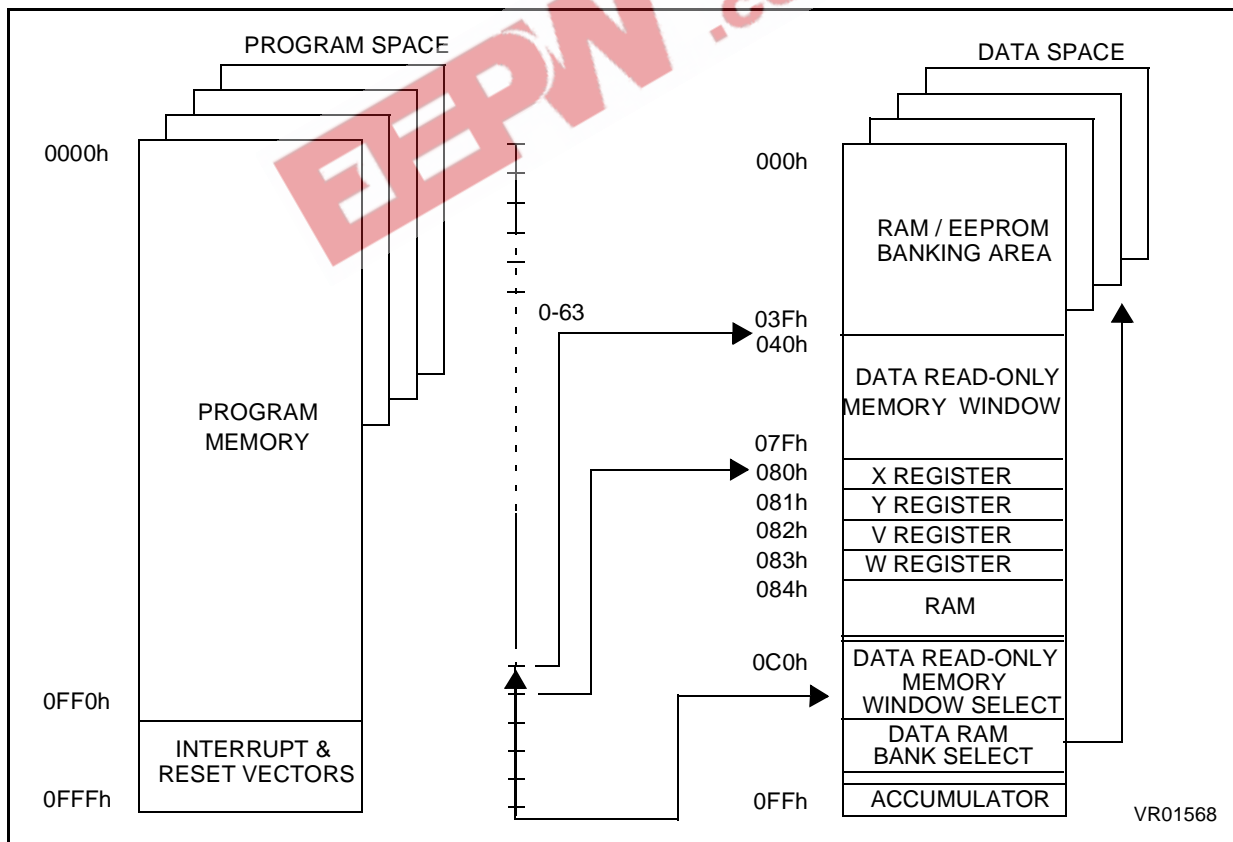 PROGRAM SPACE
0000h
PROGRAM
MEMORY
0FF0h
INTERRUPT &
RESET VECTORS
0FFFh
0-63
DATA SPACE
000h
RAM / EEPROM
BANKING AREA
03Fh
040h
DATA READ-ONLY
MEMORY WINDOW
07Fh
080h
X REGISTER
081h
Y REGISTER
082h
V REGISTER
083h
W REGISTER
084h
RAM
0C0h
DATA READ-ONLY
MEMORY
WINDOW SELECT
DATA RAM
BANK SELECT
0FFh
ACCUMULATOR
VR01568
EEPW